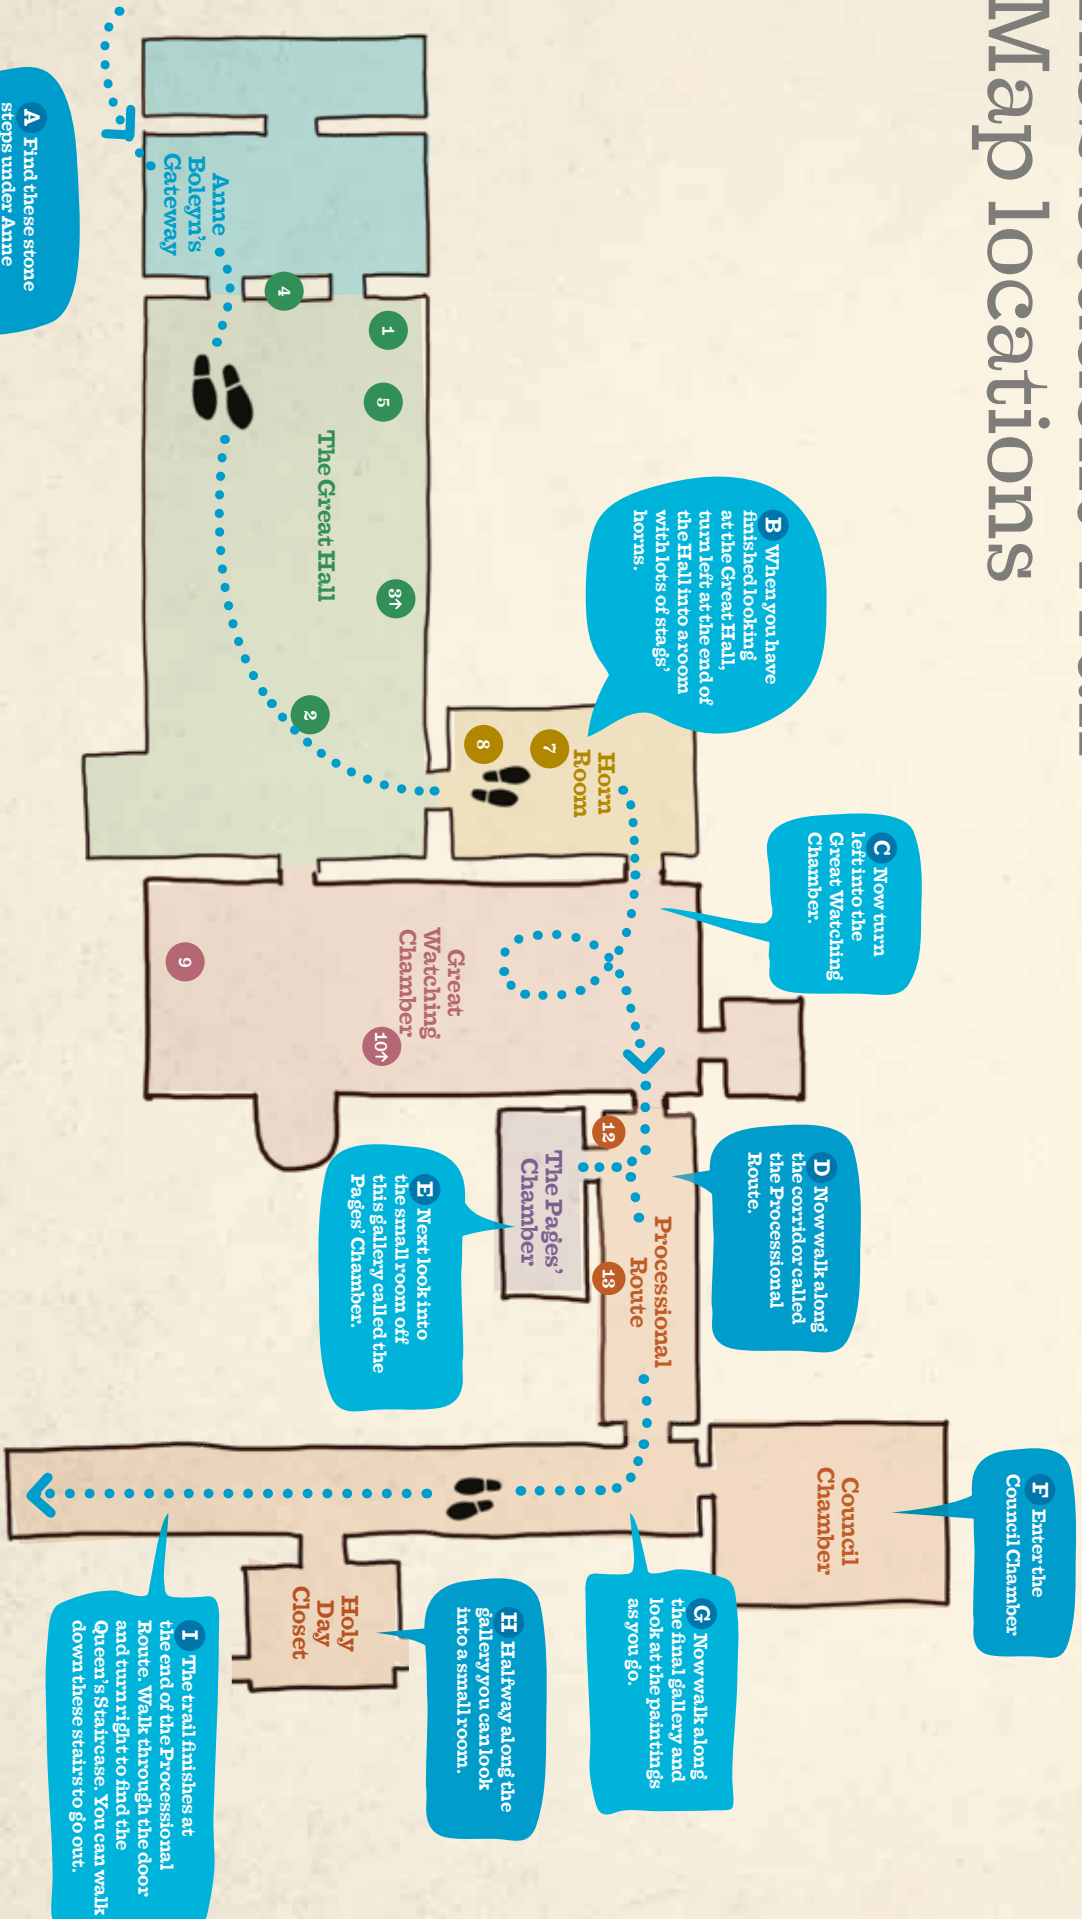 Map locations
A Find these stone
steps under Anne
Anne
Boleyn's
Gateway
4
1
5
The Great Hall
3↑
2
B When you have
finished looking
at the Great Hall,
turn left at the end of
the Hall into a room
with lots of stags'
horns.
8
7
Horn
Room
C Now turn
left into the
Great Watching
Chamber.
9
Great
Watching
Chamber
10↑
D Now walk along
the corridor called
the Processional
Route.
12
The Pages'
Chamber
E Next look into
the small room off
this gallery called the
Pages' Chamber.
Processional
Route
13
Council
Chamber
F Enter the
Council Chamber
G Now walk along
the final gallery and
look at the paintings
as you go.
Holy
Day
Closet
H Halfway along the
gallery you can look
into a small room.
I The trail finishes at
the end of the Processional
Route. Walk through the door
and turn right to find the
Queen's Staircase. You can walk
down these stairs to go out.